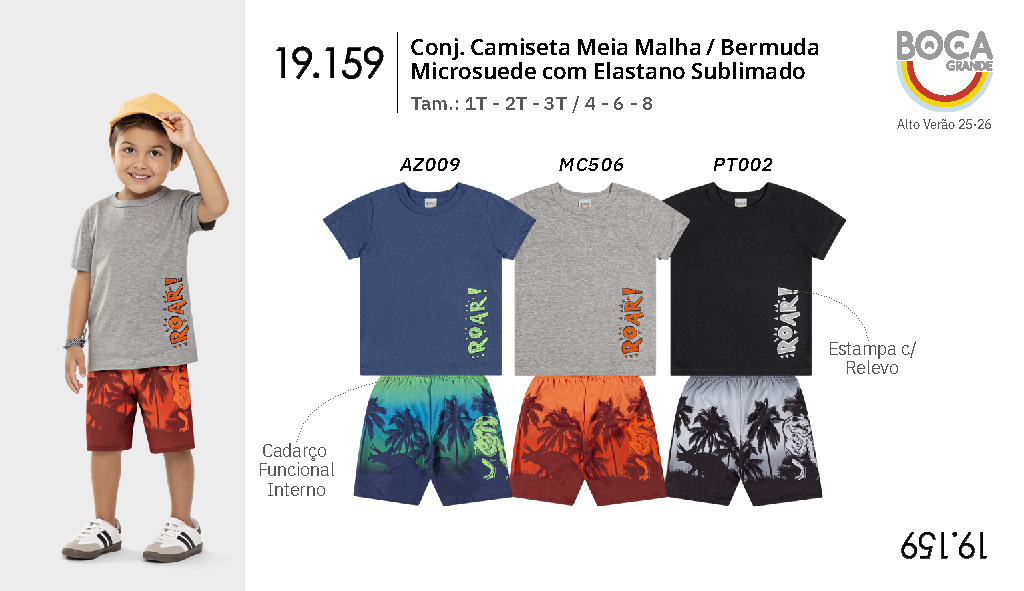 19.159
Conj. Camiseta Meia Malha / Bermuda
Microsuede com Elastano Sublimado
Tam.: 1T - 2T - 3T / 4 - 6 - 8
BOCA
GRANDE
Alto Verão 25-26
AZ009
MC506
PT002
ROAR!
ROAR!
ROAR!
ROAR!
Estampa c/
Relevo
Cadarço
Funcional
Interno
19.159